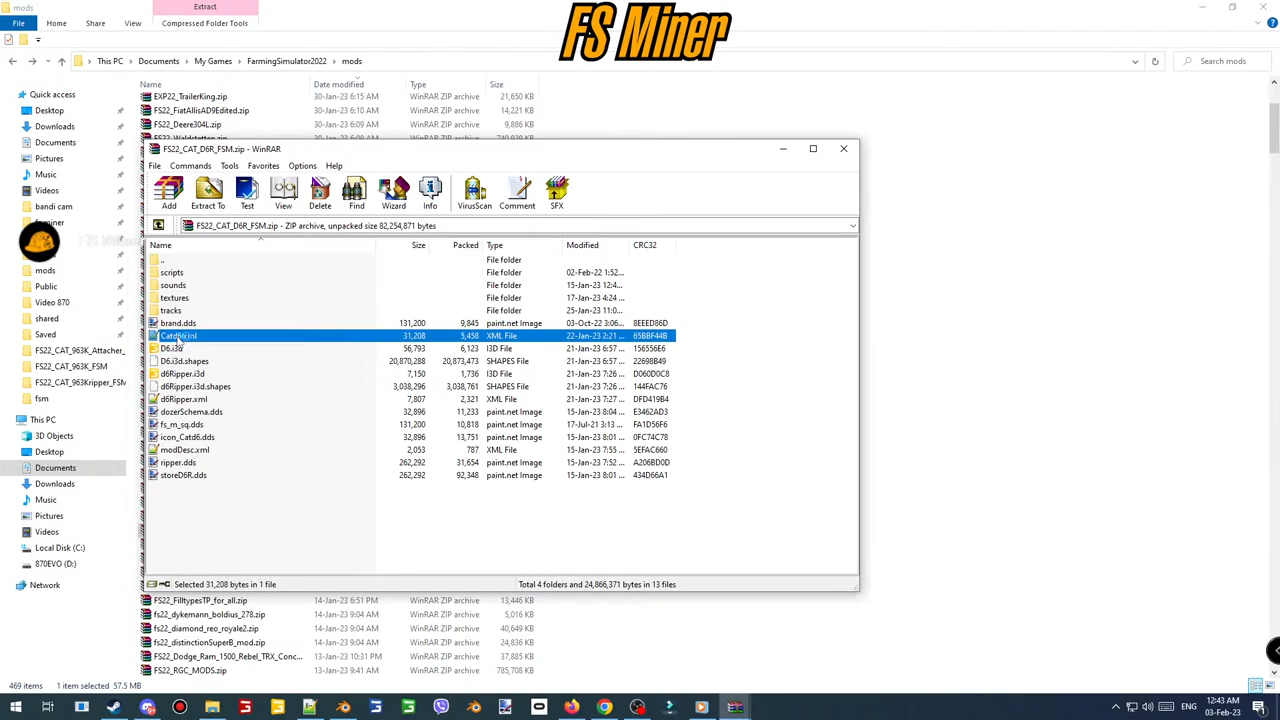 mods
Extract
File
Home
Share
View
Compressed Folder Tools
FS Miner
This PC > Documents > My Games > FarmingSimulator2022 > mods
Search mods
Name
Date modified
Type
Size
EXP22_TrailerKing.zip 30-Jan-23 6:15 AM WinRAR ZIP archive 21,650 KB
FS22_FiatAllisAD9Edited.zip 30-Jan-23 6:10 AM WinRAR ZIP archive 14,221 KB
FS22_Deere304L.zip 30-Jan-23 6:09 AM WinRAR ZIP archive 9,886 KB
Quick access
Desktop
Downloads
Documents
Pictures
Music
Videos
bandi cam
mods
Public
Video 870
shared
Saved
FS22_CAT_963K_Attacher_
FS22_CAT_963K_FSM
FS22_CAT_963Kripper_FSM
fsm
This PC
3D Objects
Desktop
Documents
Downloads
Music
Pictures
Videos
Local Disk (C:)
870EVO (D:)
Network
FS22_CAT_D6R_FSM.zip - WinRAR
File Commands Tools Favorites Options Help
Add Extract To Test View Delete Find Wizard Info VirusScan Comment SFX
FS22_CAT_D6R_FSM.zip - ZIP archive, unpacked size 82,254,871 bytes
Name Size Packed Type Modified CRC32
.. File folder
scripts File folder 02-Feb-22 1:52...
sounds File folder 15-Jan-23 12:4...
textures File folder 17-Jan-23 4:24 ...
tracks File folder 25-Jan-23 11:0...
brand.dds 131,200 9,845 paint.net Image 03-Oct-22 3:06... 8EEED86D
31,208 5,458 XML File 22-Jan-23 2:21 ... 65BBF44B
D6.i3d 56,793 6,123 I3D File 21-Jan-23 6:57 ... 156556E6
D6.i3d.shapes 20,870,288 20,873,473 SHAPES File 21-Jan-23 6:57 ... 22698B49
d6Ripper.i3d 7,150 1,736 I3D File 21-Jan-23 7:26 ... D060D0C8
d6Ripper.i3d.shapes 3,038,296 3,038,761 SHAPES File 21-Jan-23 7:26 ... 144FAC76
d6Ripper.xml 7,807 2,321 XML File 21-Jan-23 7:27 ... DFD419B4
dozerSchema.dds 32,896 11,233 paint.net Image 15-Jan-23 8:04 ... E3462AD3
fs_m_sq.dds 131,200 10,818 paint.net Image 17-Jul-21 3:13 ... FA1D56F6
icon_Catd6.dds 32,896 13,751 paint.net Image 15-Jan-23 8:01 ... 0FC74C78
modDesc.xml 2,053 787 XML File 15-Jan-23 7:55 ... 5EFAC660
ripper.dds 262,292 31,654 paint.net Image 15-Jan-23 7:52 ... A206BD0D
storeD6R.dds 262,292 92,348 paint.net Image 15-Jan-23 8:01 ... 434D66A1
Selected 31,208 bytes in 1 file
Total 4 folders and 24,866,371 bytes in 13 files
FS22_FilltypesTP_for_all.zip 14-Jan-23 6:51 PM WinRAR ZIP archive 13,446 KB
fs22_dykemann_boldius_278.zip 14-Jan-23 9:04 AM WinRAR ZIP archive 5,016 KB
fs22_diamond_reo_royale2.zip 14-Jan-23 9:04 AM WinRAR ZIP archive 40,649 KB
fs22_distinctionSuperB_mod.zip 14-Jan-23 9:04 AM WinRAR ZIP archive 24,836 KB
FS22_Dodge_Ram_1500_Rebel_TRX_Conc... 13-Jan-23 10:31 PM WinRAR ZIP archive 37,885 KB
FS22_RGC_MODS.zip 13-Jan-23 9:41 AM WinRAR ZIP archive 785,708 KB
469 items 1 item selected 57.5 MB
12:43 AM
03-Feb-23